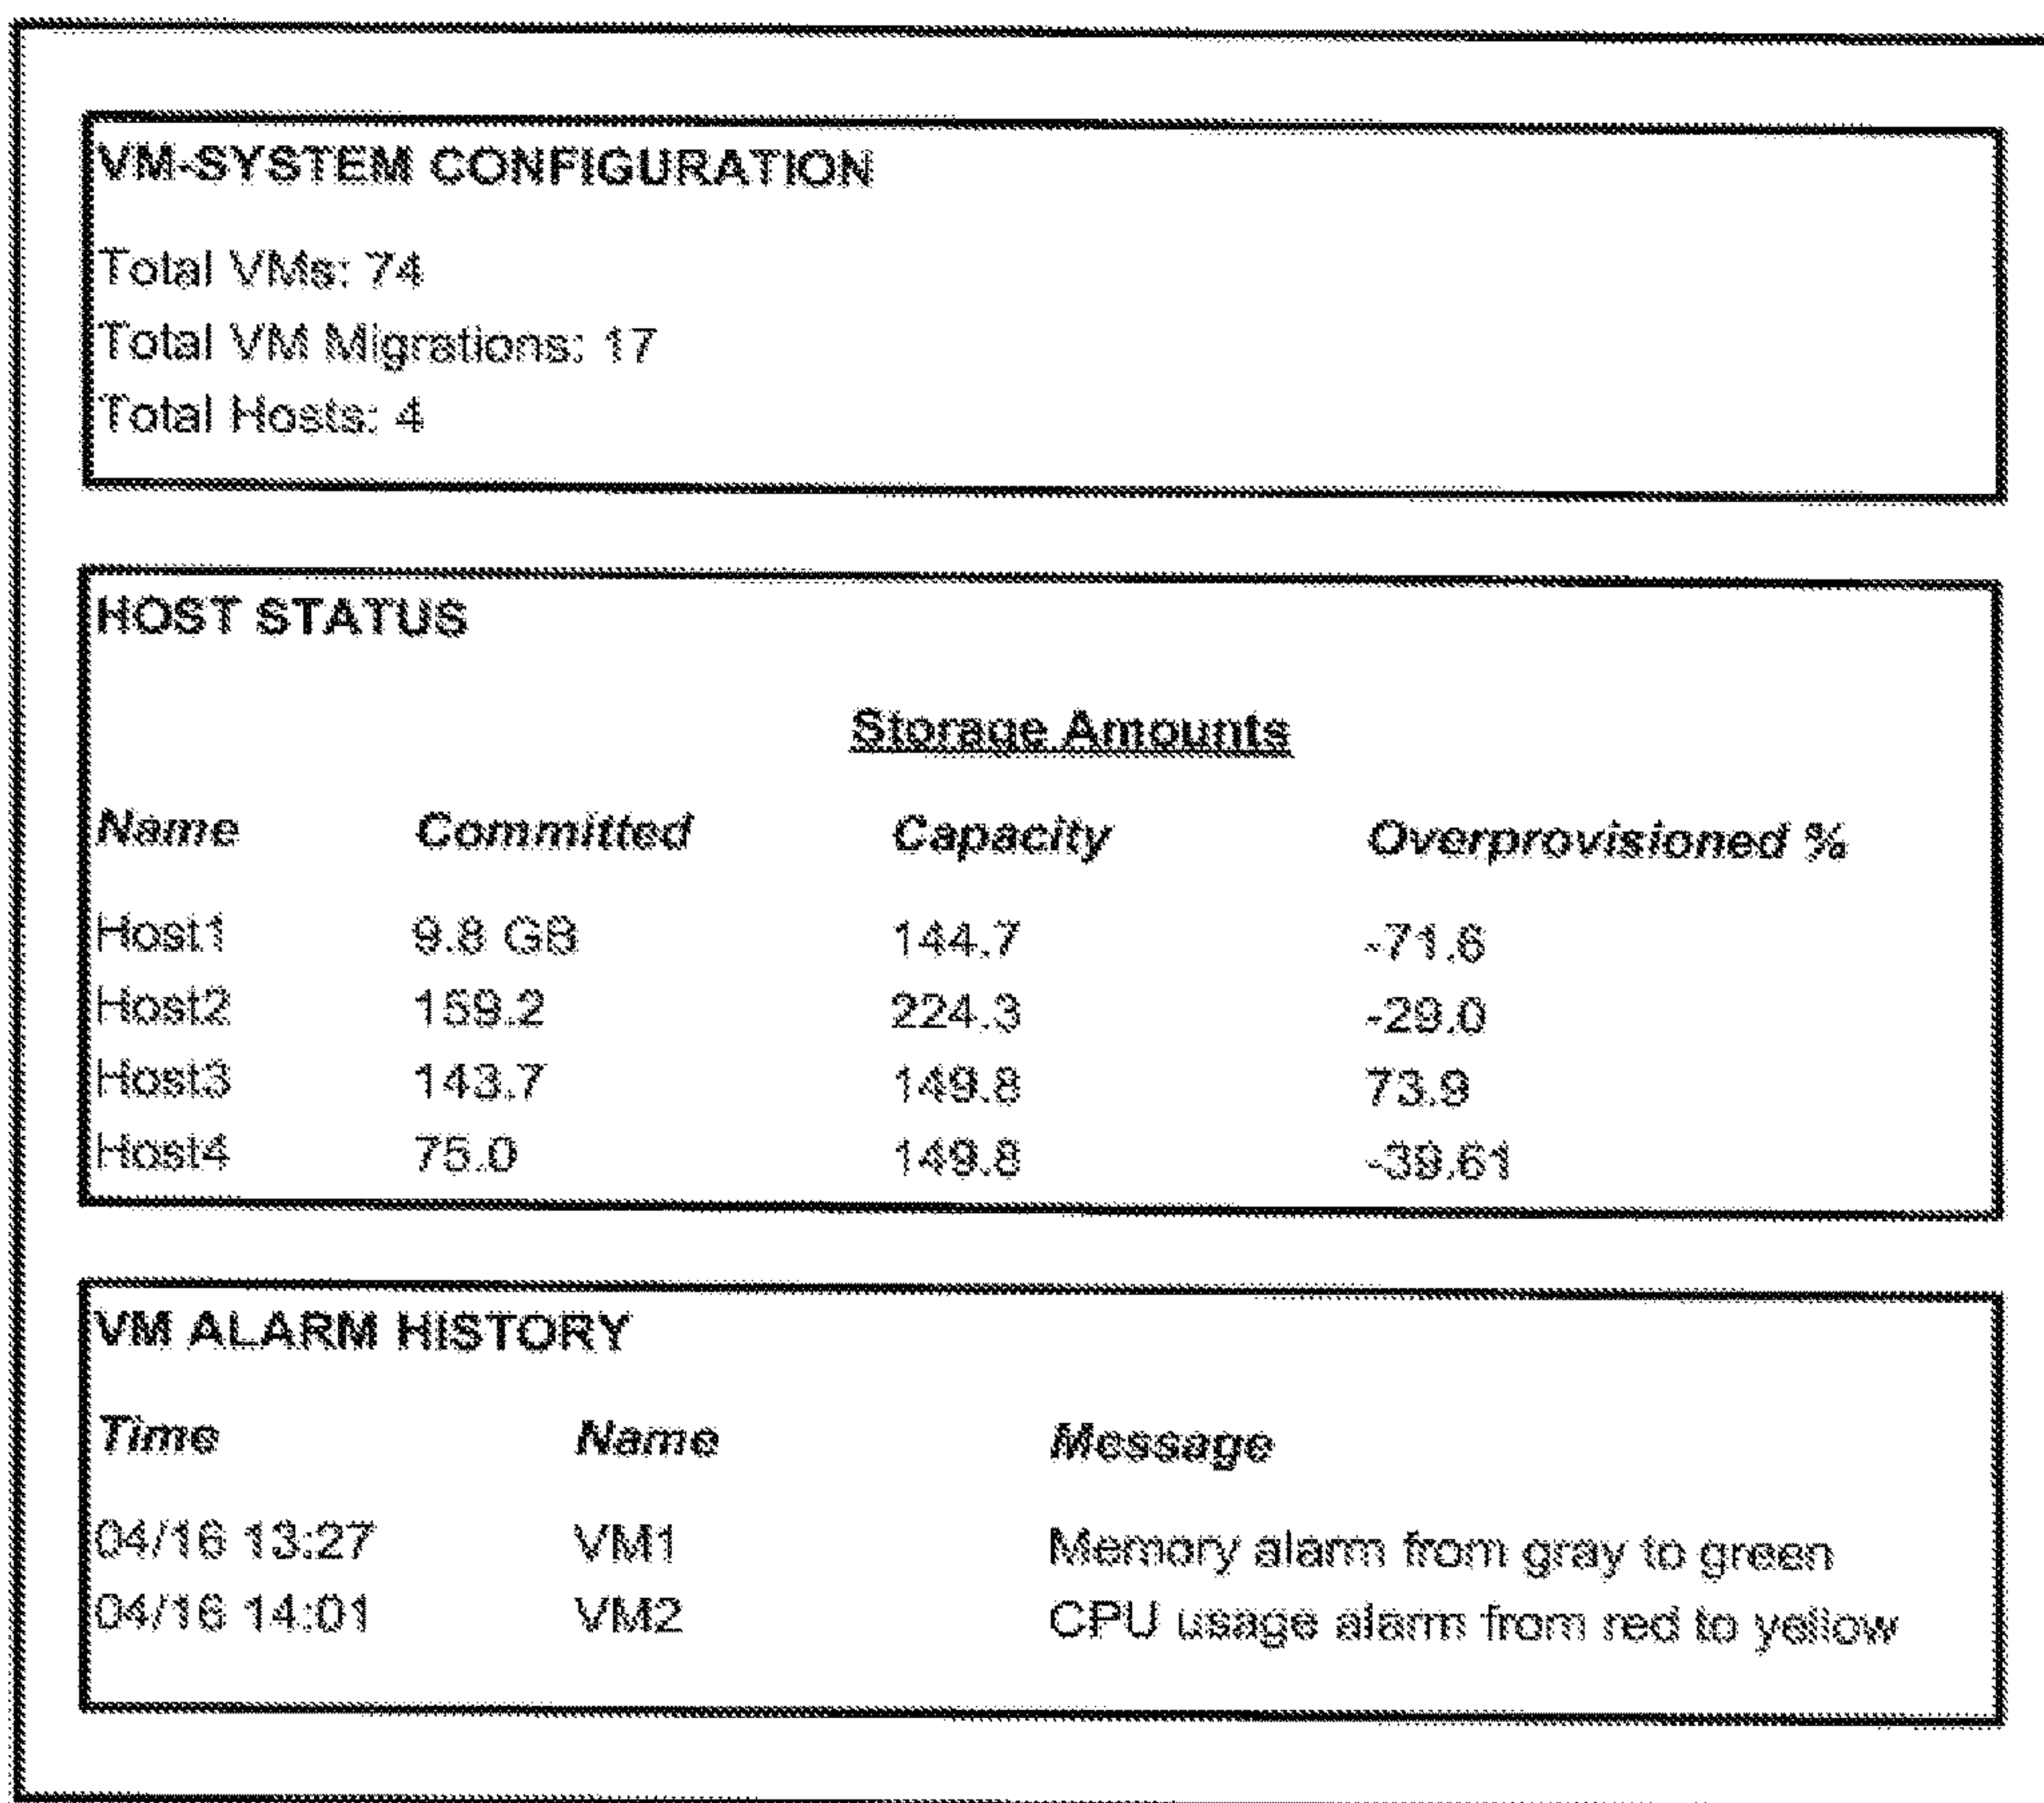 VM-SYSTEM CONFIGURATION
Total VMs: 74
Total VM Migrations: 17
Total Hosts: 4
HOST STATUS
Storage Amounts
Name Committed Capacity Overprovisioned %
Host1 9.8 GB 144.7 -71.6
Host2 159.2 224.3 -29.0
Host3 143.7 149.8 73.9
Host4 75.0 149.8 -39.61
VM ALARM HISTORY
Time Name Message
04/16 13:27 VM1 Memory alarm from gray to green
04/16 14:01 VM2 CPU usage alarm from red to yellow